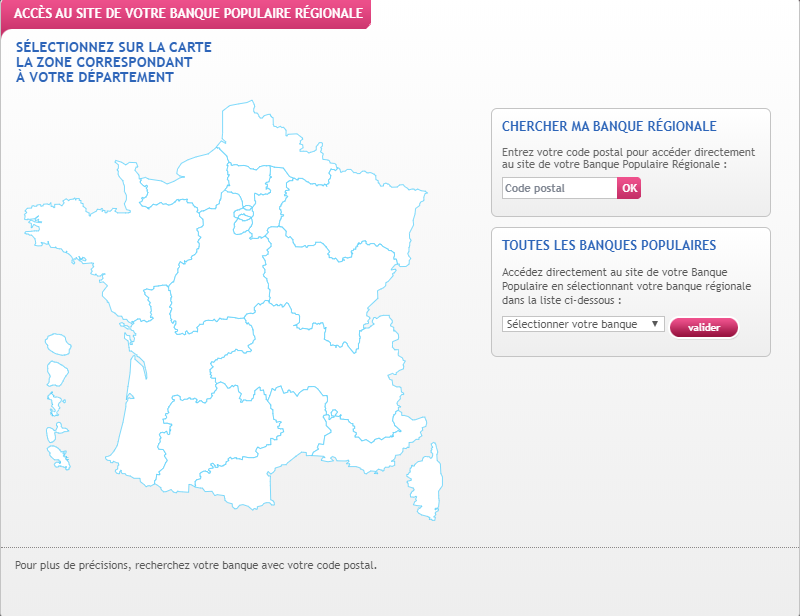 ACCÈS AU SITE DE VOTRE BANQUE POPULAIRE RÉGIONALE
SÉLECTIONNEZ SUR LA CARTE
LA ZONE CORRESPONDANT
À VOTRE DÉPARTEMENT
CHERCHER MA BANQUE RÉGIONALE
Entrez votre code postal pour accéder directement
au site de votre Banque Populaire Régionale :
Code postal OK
TOUTES LES BANQUES POPULAIRES
Accédez directement au site de votre Banque
Populaire en sélectionnant votre banque régionale
dans la liste ci-dessous :
Sélectionner votre banque valider
Pour plus de précisions, recherchez votre banque avec votre code postal.